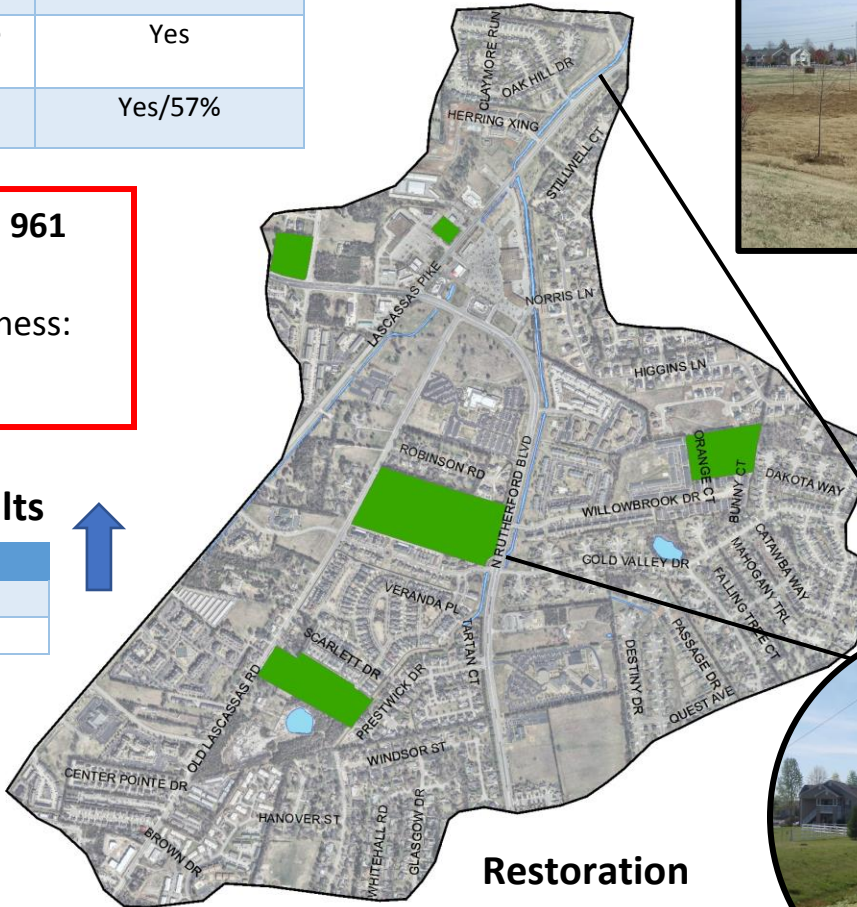 Yes
Yes/57%
961
ness:
lts
CLAYMORE RUN
OAK HILL DR
HERRING XING
STILLWELL CT
LASCASSAS PIKE
NORRIS LN
HIGGINS LN
ROBINSON RD
N RUTHERFORD BLVD
ORANGE CT
BUNNY CT
DAKOTA WAY
WILLOWBROOK DR
CATAWBA WAY
MAHOGANY TRL
GOLD VALLEY DR
FALLING TREE CT
VERANDA PL
TARTAN CT
SCARLETT DR
PRESTWICK DR
DESTINY DR
PASSAGE DR
QUEST AVE
OLD LASCASSAS RD
WINDSOR ST
CENTER POINTE DR
HANOVER ST
BROWN DR
WHITEHALL RD
GLASGOW DR
Restoration